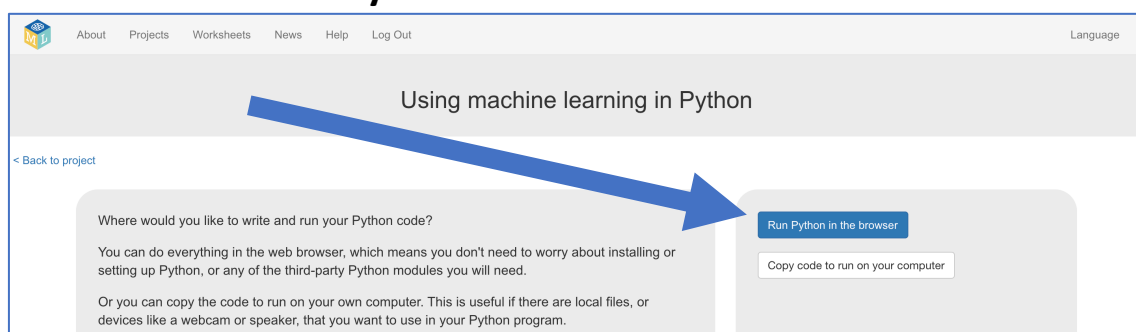 ML
About Projects Worksheets News Help Log Out Language
Using machine learning in Python
< Back to project
Where would you like to write and run your Python code?
You can do everything in the web browser, which means you don't need to worry about installing or
setting up Python, or any of the third-party Python modules you will need.
Or you can copy the code to run on your own computer. This is useful if there are local files, or
devices like a webcam or speaker, that you want to use in your Python program.
Run Python in the browser
Copy code to run on your computer